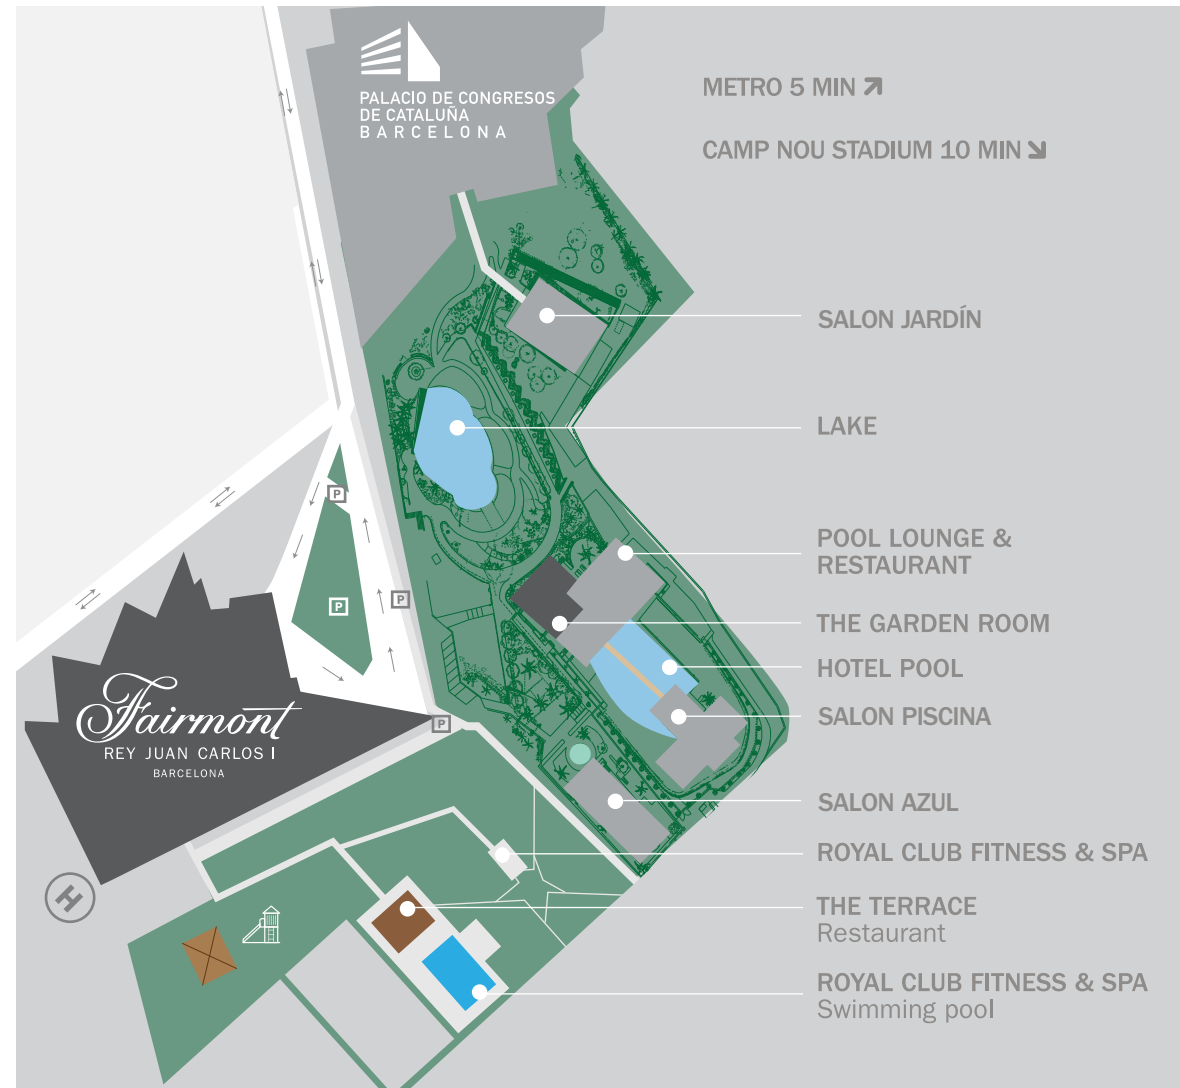 PALACIO DE CONGRESOS
DE CATALUÑA
BARCELONA
METRO 5 MIN
CAMP NOU STADIUM 10 MIN
SALON JARDÍN
LAKE
POOL LOUNGE &
RESTAURANT
THE GARDEN ROOM
HOTEL POOL
SALON PISCINA
SALON AZUL
ROYAL CLUB FITNESS & SPA
THE TERRACE
Restaurant
ROYAL CLUB FITNESS & SPA
Swimming pool
P
P
P
P
Fairmont
REY JUAN CARLOS I
BARCELONA
H